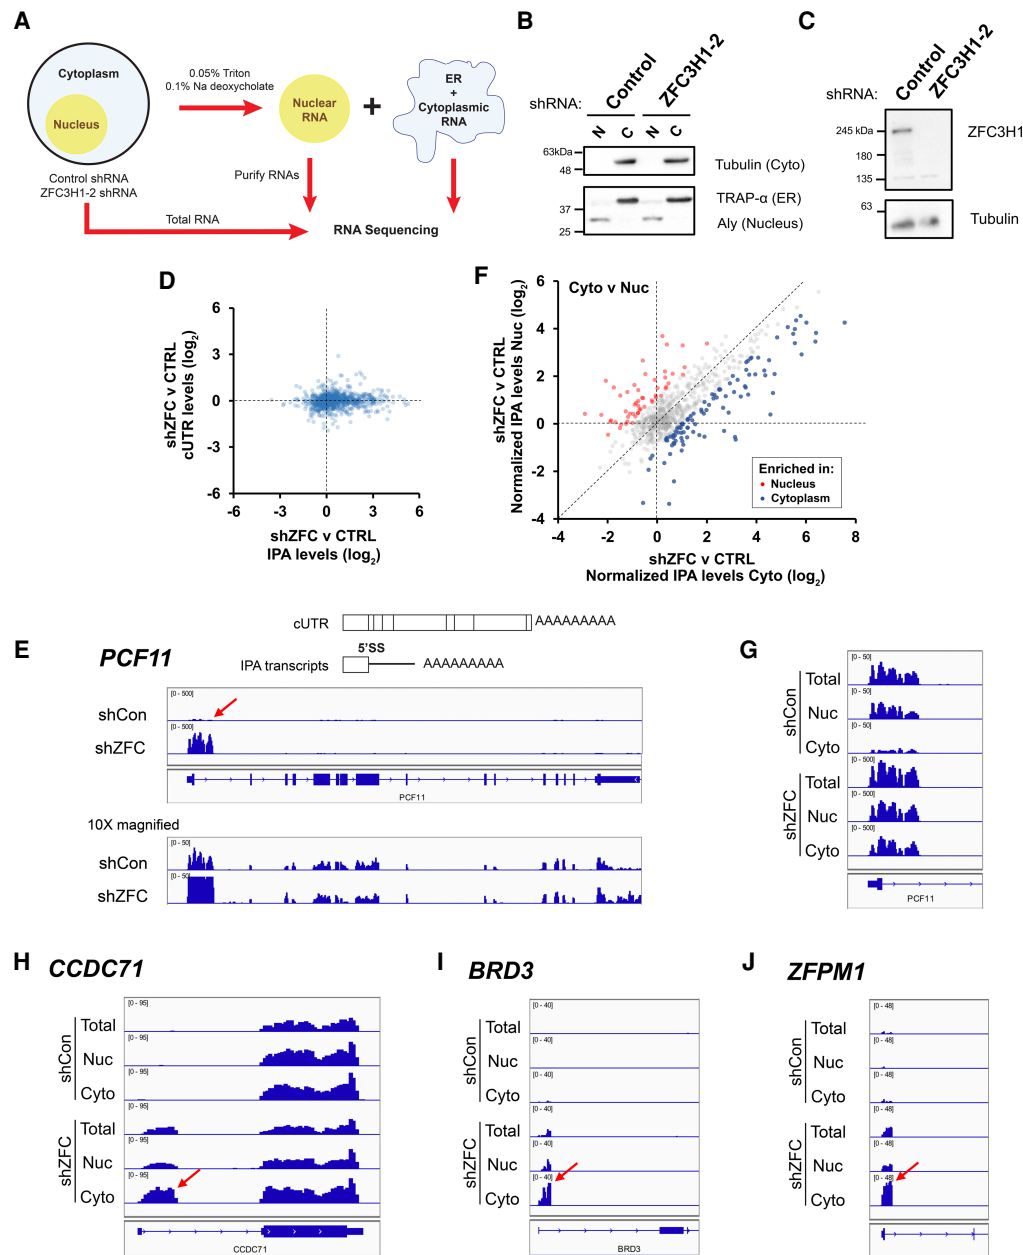 A
Cytoplasm
Nucleus
0.05% Triton
0.1% Na deoxycholate
Nuclear
RNA
+
ER
+
Cytoplasmic
RNA
Control shRNA
ZFC3H1-2 shRNA
Purify RNAs
Total RNA
RNA Sequencing
B
shRNA:
Control
ZFC3H1-2
N
C
N
C
63kDa
48
37
25
Tubulin (Cyto)
TRAP-α (ER)
Aly (Nucleus)
C
shRNA:
Control
ZFC3H1-2
245 kDa
180
135
63
ZFC3H1
Tubulin
D
shZFC v CTRL
cUTR levels (log2)
6
3
0
-3
-6
-6
-3
0
3
6
shZFC v CTRL
IPA levels (log2)
F
Cyto v Nuc
shZFC v CTRL
Normalized IPA levels Nuc (log2)
6
4
2
0
-2
-4
-4
-2
0
2
4
6
8
Enriched in:
Nucleus
Cytoplasm
shZFC v CTRL
Normalized IPA levels Cyto (log2)
E
PCF11
cUTR
AAAAAAAAA
5'SS
IPA transcripts
AAAAAAAAA
shCon
[0 - 500]
shZFC
[0 - 500]
PCF11
10X magnified
shCon
[0 - 50]
shZFC
[0 - 50]
G
shCon
Total
[0 - 50]
Nuc
[0 - 50]
Cyto
[0 - 50]
shZFC
Total
[0 - 500]
Nuc
[0 - 500]
Cyto
[0 - 500]
PCF11
H
CCDC71
shCon
Total
[0 - 95]
Nuc
[0 - 95]
Cyto
[0 - 95]
shZFC
Total
[0 - 95]
Nuc
[0 - 95]
Cyto
[0 - 95]
CCDC71
I
BRD3
shCon
Total
[0 - 40]
Nuc
[0 - 40]
Cyto
[0 - 40]
shZFC
Total
[0 - 40]
Nuc
[0 - 40]
Cyto
[0 - 40]
BRD3
J
ZFPM1
shCon
Total
[0 - 48]
Nuc
[0 - 48]
Cyto
[0 - 48]
shZFC
Total
[0 - 48]
Nuc
[0 - 48]
Cyto
[0 - 48]